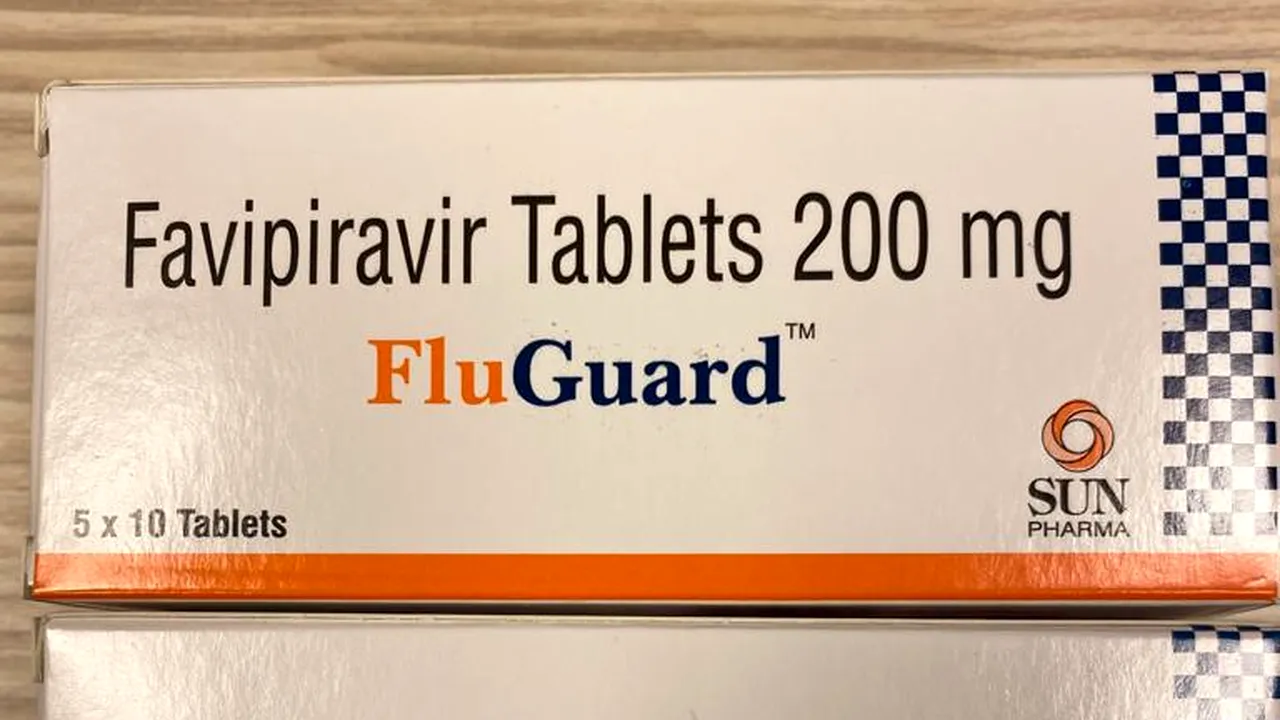 Favipiravir Tablets 200 mg
FluGuard™
5 x 10 Tablets
SUN
PHARMA